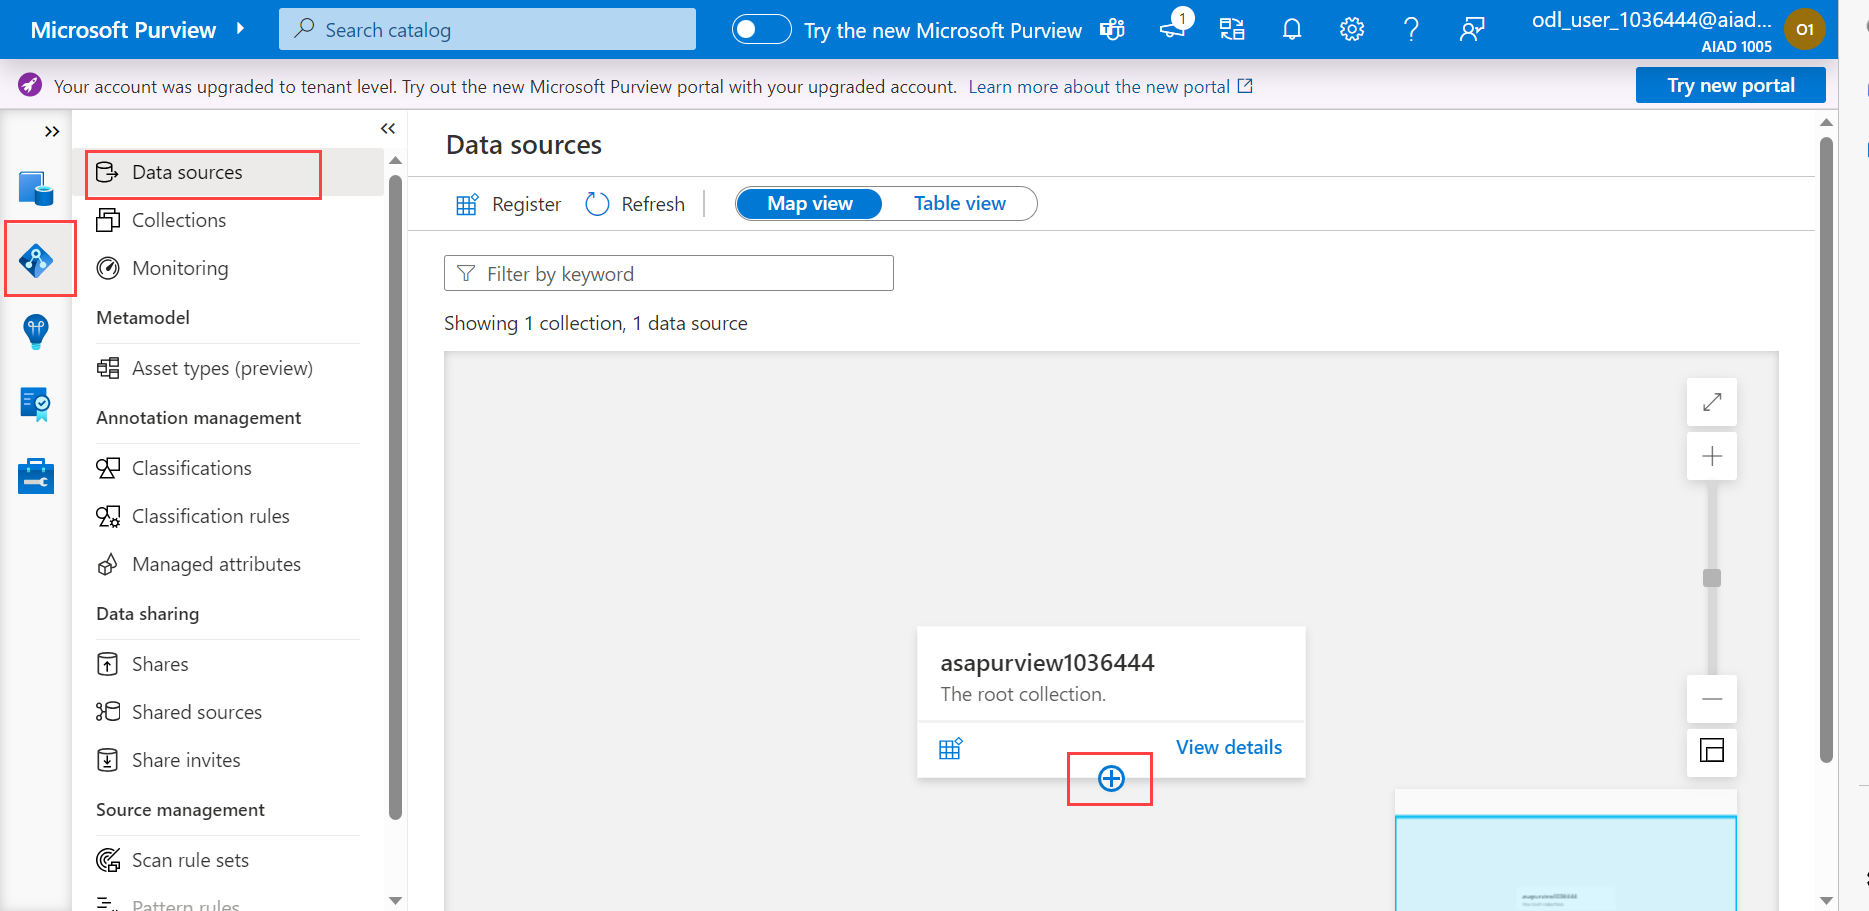 Microsoft Purview
Search catalog
Try the new Microsoft Purview
1
odl_user_1036444@aiad...
AIAD 1005
O1
Your account was upgraded to tenant level. Try out the new Microsoft Purview portal with your upgraded account. Learn more about the new portal
Try new portal
Data sources
Collections
Monitoring
Metamodel
Asset types (preview)
Annotation management
Classifications
Classification rules
Managed attributes
Data sharing
Shares
Shared sources
Share invites
Source management
Scan rule sets
Pattern rules
Data sources
Register
Refresh
Map view
Table view
Filter by keyword
Showing 1 collection, 1 data source
asapurview1036444
The root collection.
View details
asapurview1036444